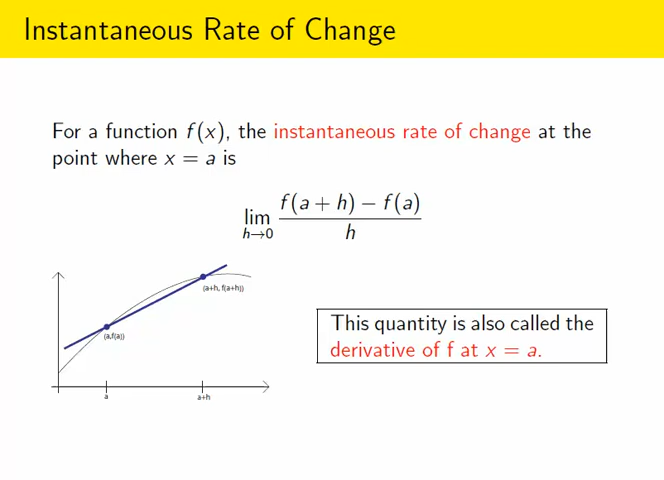 Instantaneous Rate of Change
For a function f(x), the instantaneous rate of change at the
point where x = a is
lim h→0 f(a + h) − f(a) / h
(a+h, f(a+h))
(a,f(a))
a
a+h
This quantity is also called the
derivative of f at x = a.